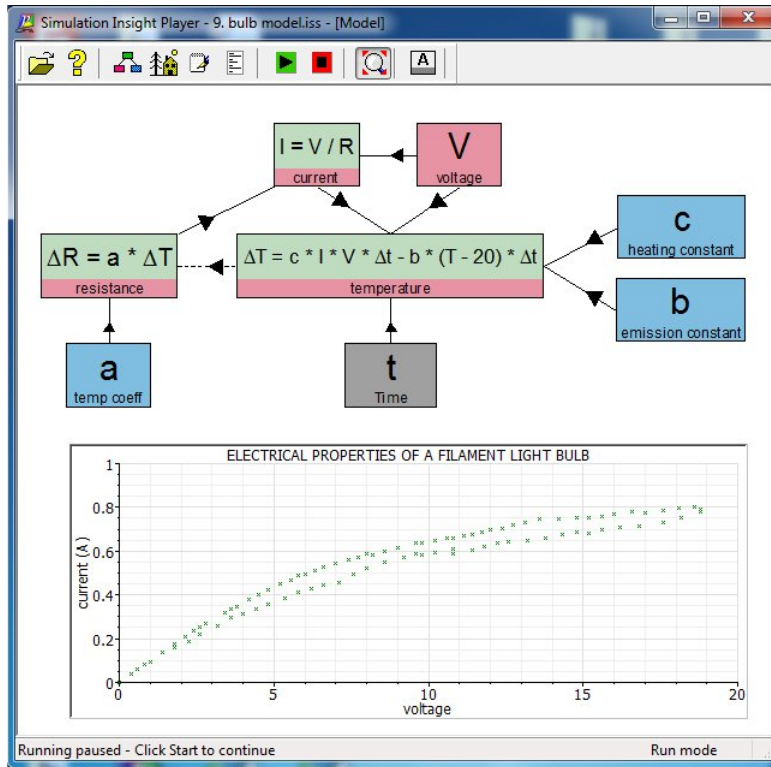 Simulation Insight Player - 9. bulb model.iss - [Model]
A
I = V / R
current
V
voltage
ΔR = a * ΔT
resistance
ΔT = c * I * V * Δt - b * (T - 20) * Δt
temperature
c
heating constant
b
emission constant
a
temp coeff
t
Time
ELECTRICAL PROPERTIES OF A FILAMENT LIGHT BULB
current (A)
1
0.8
0.6
0.4
0.2
0
0 5 10 15 20
voltage
Running paused - Click Start to continue Run mode